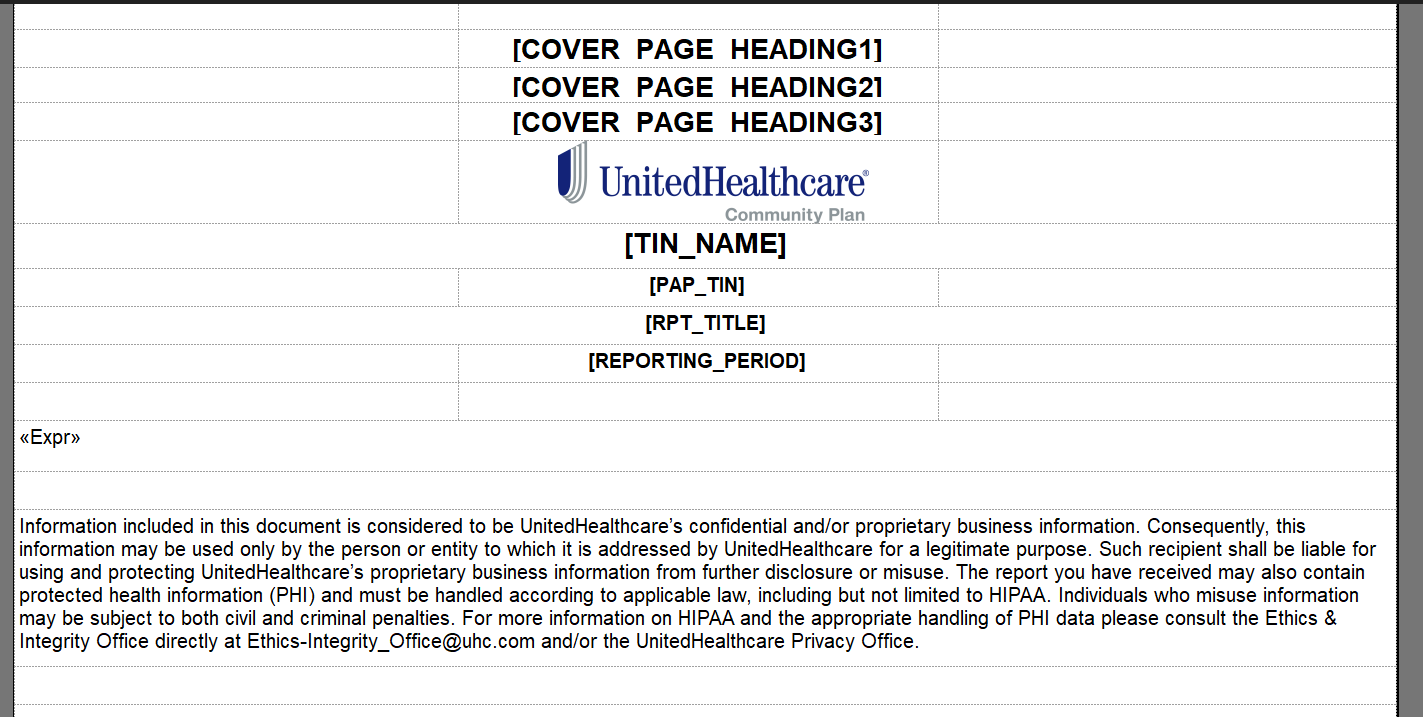 [COVER PAGE HEADING1]
[COVER PAGE HEADING2]
[COVER PAGE HEADING3]
UnitedHealthcare®
Community Plan
[TIN_NAME]
[PAP_TIN]
[RPT_TITLE]
[REPORTING_PERIOD]
«Expr»
Information included in this document is considered to be UnitedHealthcare’s confidential and/or proprietary business information. Consequently, this
information may be used only by the person or entity to which it is addressed by UnitedHealthcare for a legitimate purpose. Such recipient shall be liable for
using and protecting UnitedHealthcare’s proprietary business information from further disclosure or misuse. The report you have received may also contain
protected health information (PHI) and must be handled according to applicable law, including but not limited to HIPAA. Individuals who misuse information
may be subject to both civil and criminal penalties. For more information on HIPAA and the appropriate handling of PHI data please consult the Ethics &
Integrity Office directly at Ethics-Integrity_Office@uhc.com and/or the UnitedHealthcare Privacy Office.